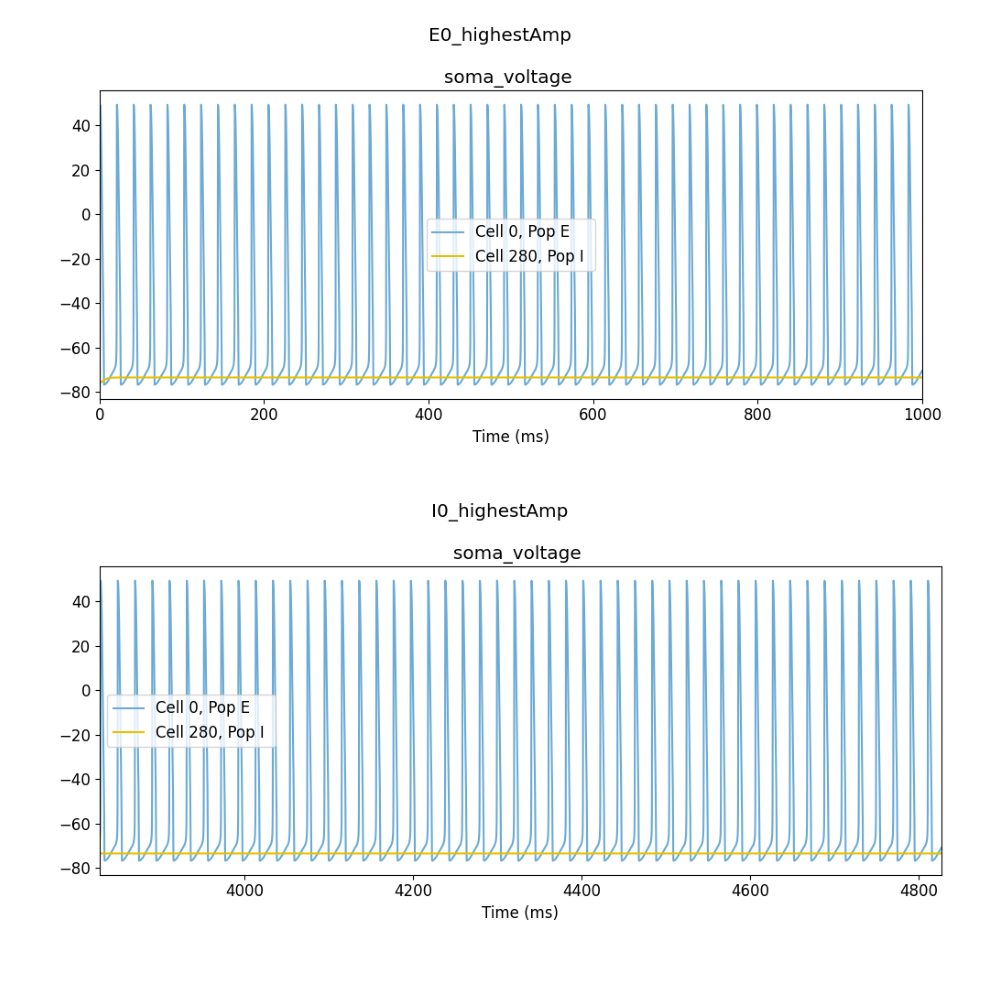 E0_highestAmp
soma_voltage
40
20
0
−20
−40
−60
−80
Cell 0, Pop E
Cell 280, Pop I
0 200 400 600 800 1000
Time (ms)
I0_highestAmp
soma_voltage
40
20
0
−20
−40
−60
−80
Cell 0, Pop E
Cell 280, Pop I
4000 4200 4400 4600 4800
Time (ms)